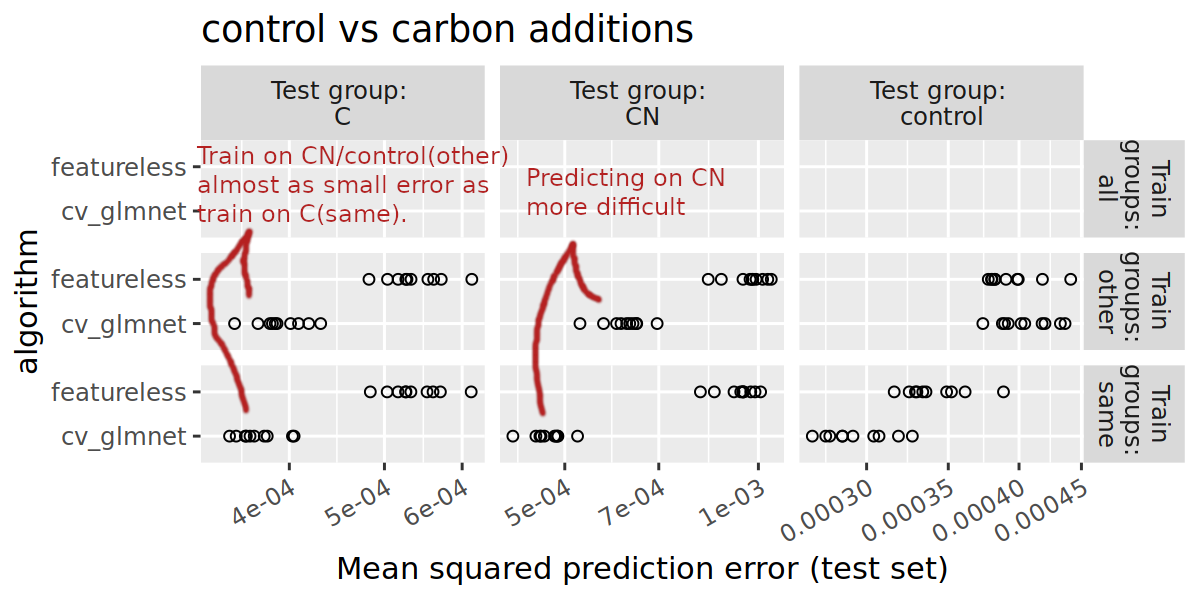 control vs carbon additions
Test group:
C
Test group:
CN
Test group:
control
featureless
cv_glmnet
Train on CN/control(other)
almost as small error as
train on C(same).
Predicting on CN
more difficult
Train
groups:
all
featureless
cv_glmnet
Train
groups:
other
featureless
cv_glmnet
Train
groups:
same
algorithm
4e-04
5e-04
6e-04
5e-04
7e-04
1e-03
0.00030
0.00035
0.00040
0.00045
Mean squared prediction error (test set)